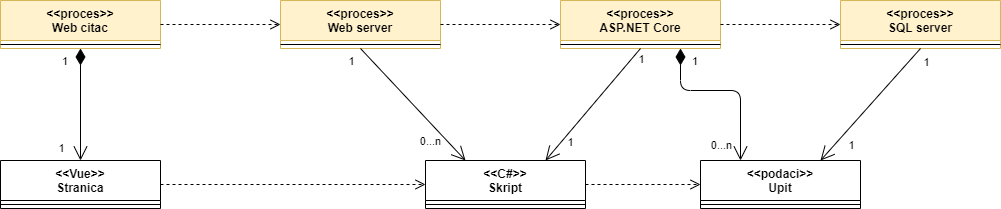 <<proces>>
Web citac
<<proces>>
Web server
<<proces>>
ASP.NET Core
<<proces>>
SQL server
1
1
1
1
1
1
0...n
1
0...n
1
<<Vue>>
Stranica
<<C#>>
Skript
<<podaci>>
Upit